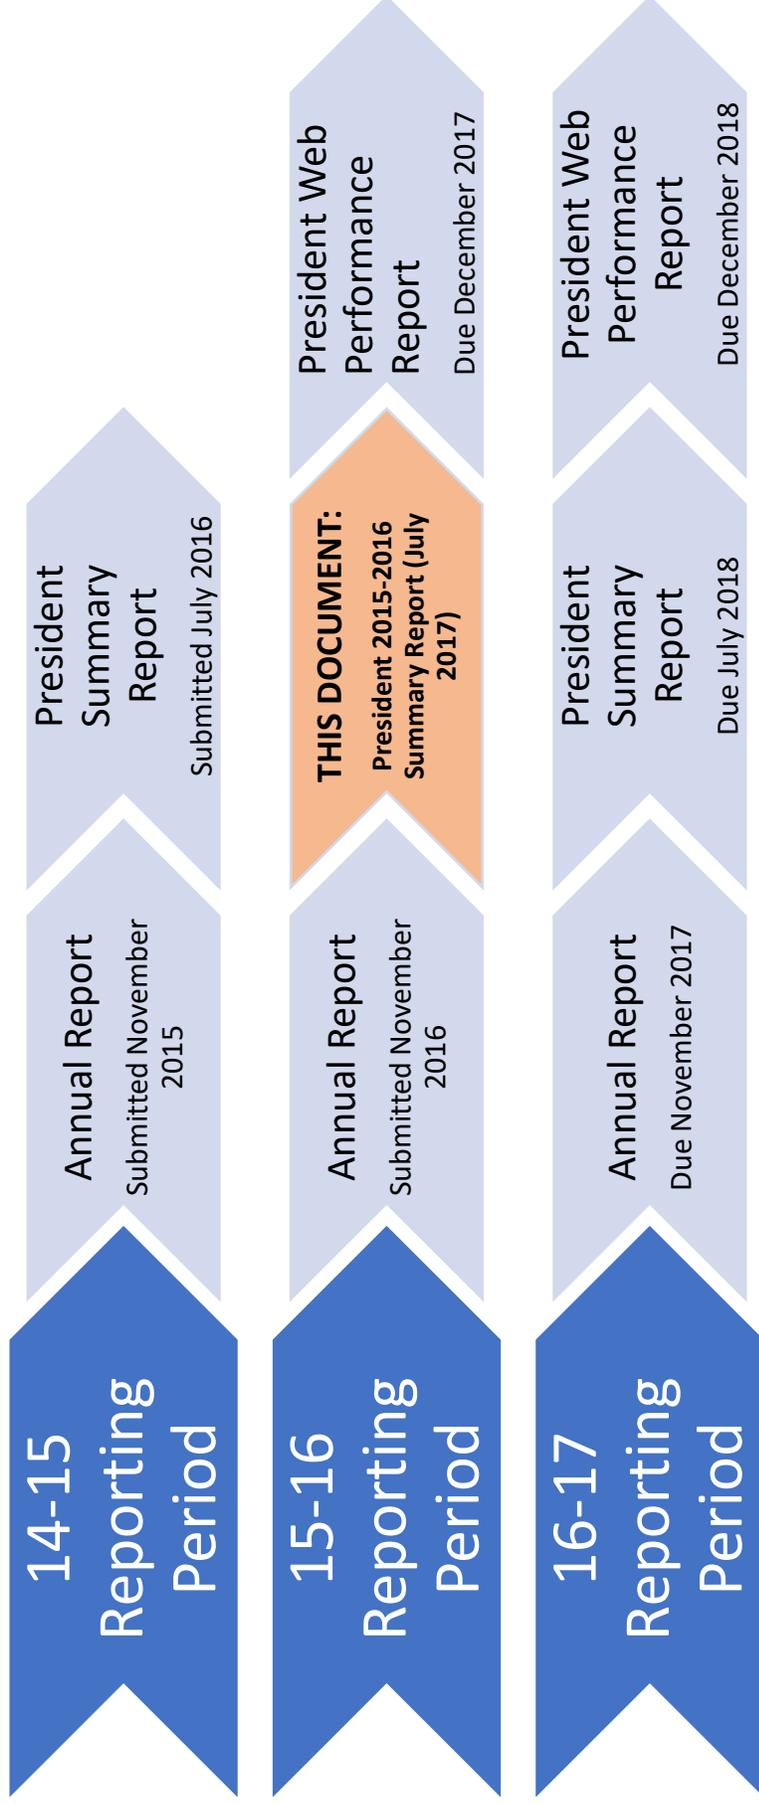 14-15
Reporting
Period
Annual Report
Submitted November
2015
President
Summary
Report
Submitted July 2016
15-16
Reporting
Period
Annual Report
Submitted November
2016
THIS DOCUMENT:
President 2015-2016
Summary Report (July
2017)
President Web
Performance
Report
Due December 2017
16-17
Reporting
Period
Annual Report
Due November 2017
President
Summary
Report
Due July 2018
President Web
Performance
Report
Due December 2018